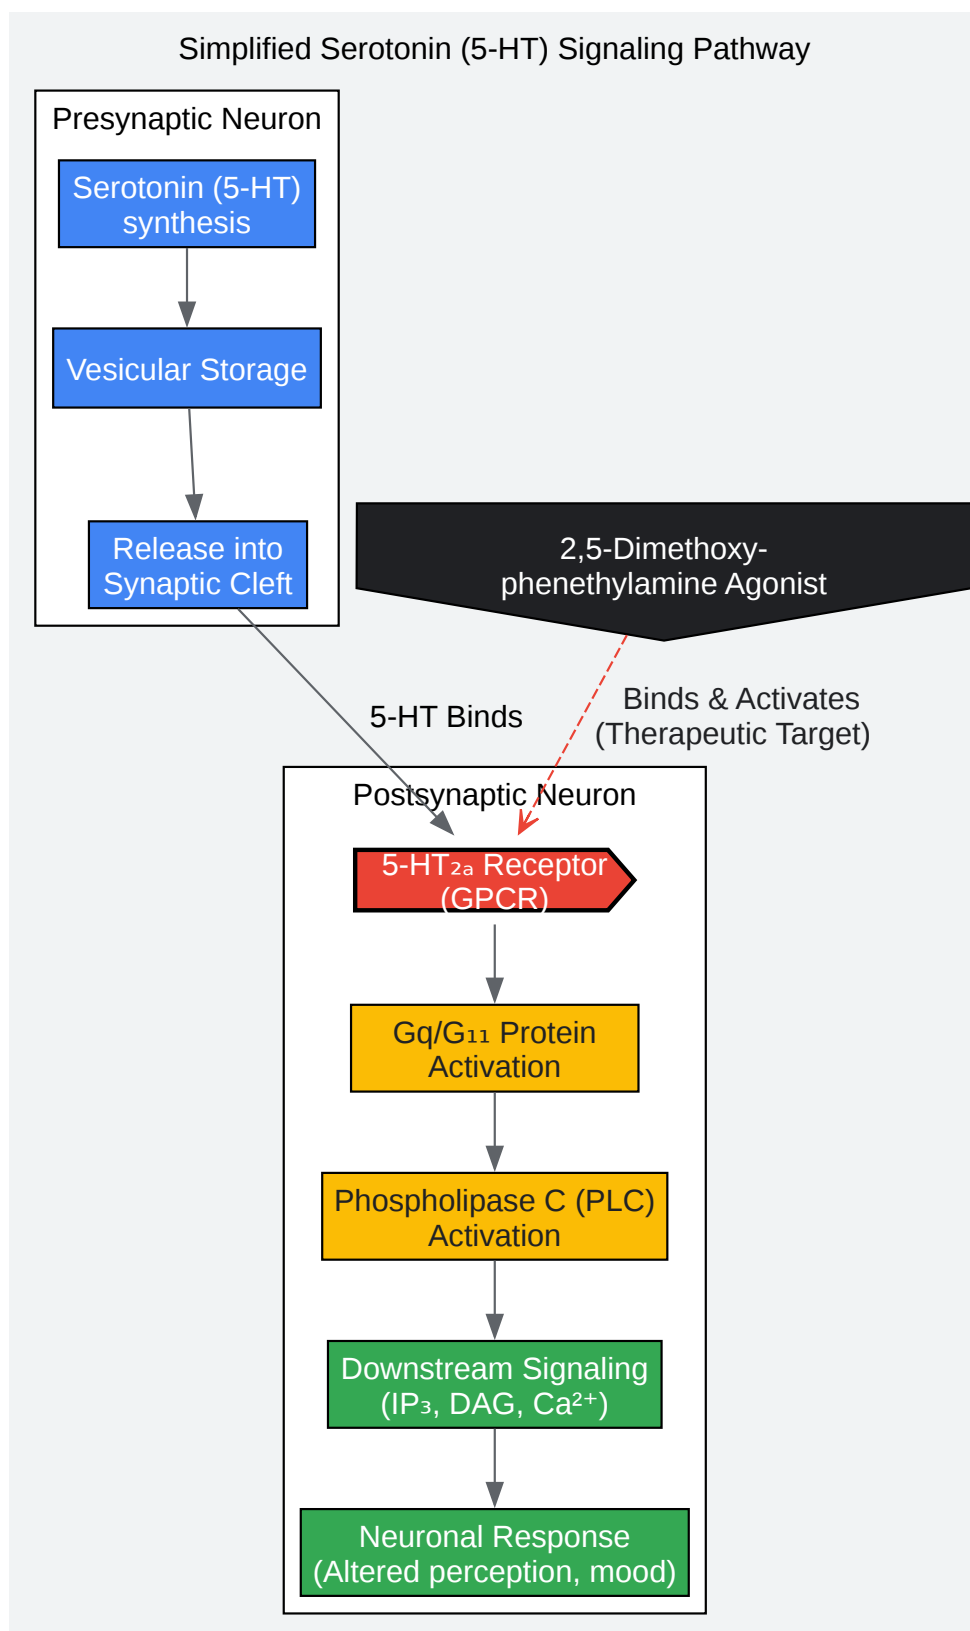 Simplified Serotonin (5-HT) Signaling Pathway
Presynaptic Neuron
Serotonin (5-HT)
synthesis
Vesicular Storage
Release into
Synaptic Cleft
2,5-Dimethoxy-
phenethylamine Agonist
5-HT Binds
Binds & Activates
(Therapeutic Target)
Postsynaptic Neuron
5-HT₂ₐ Receptor
(GPCR)
Gq/G₁₁ Protein
Activation
Phospholipase C (PLC)
Activation
Downstream Signaling
(IP₃, DAG, Ca²⁺)
Neuronal Response
(Altered perception, mood)